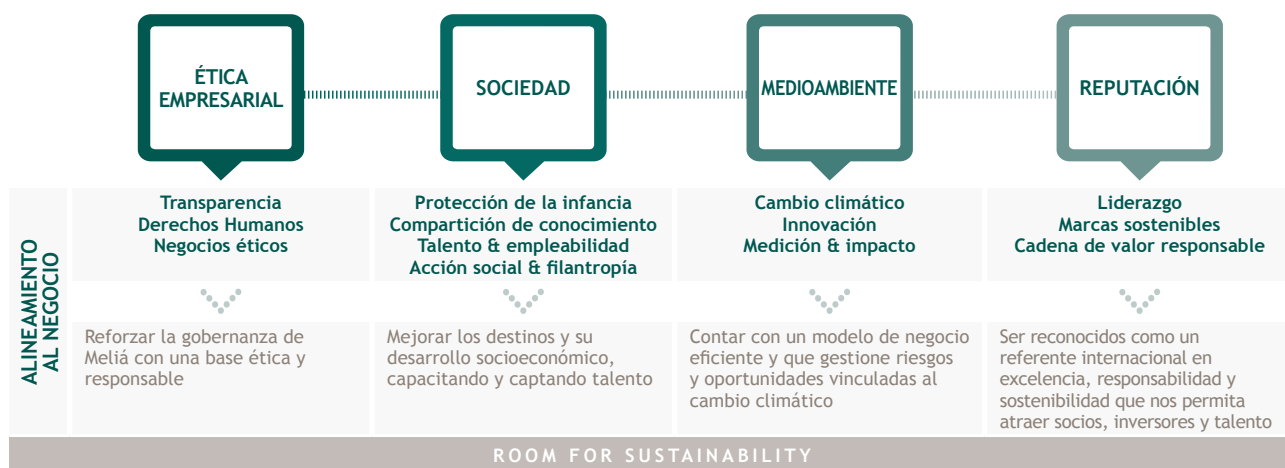 ÉTICA
EMPRESARIAL
SOCIEDAD
MEDIOAMBIENTE
REPUTACIÓN
ALINEAMIENTO
AL NEGOCIO
Transparencia
Derechos Humanos
Negocios éticos
Protección de la infancia
Compartición de conocimiento
Talento & empleabilidad
Acción social & filantropía
Cambio climático
Innovación
Medición & impacto
Liderazgo
Marcas sostenibles
Cadena de valor responsable
Reforzar la gobernanza de
Meliá con una base ética y
responsable
Mejorar los destinos y su
desarrollo socioeconómico,
capacitando y captando talento
Contar con un modelo de negocio
eficiente y que gestione riesgos
y oportunidades vinculadas al
cambio climático
Ser reconocidos como un
referente internacional en
excelencia, responsabilidad y
sostenibilidad que nos permita
atraer socios, inversores y talento
ROOM FOR SUSTAINABILITY